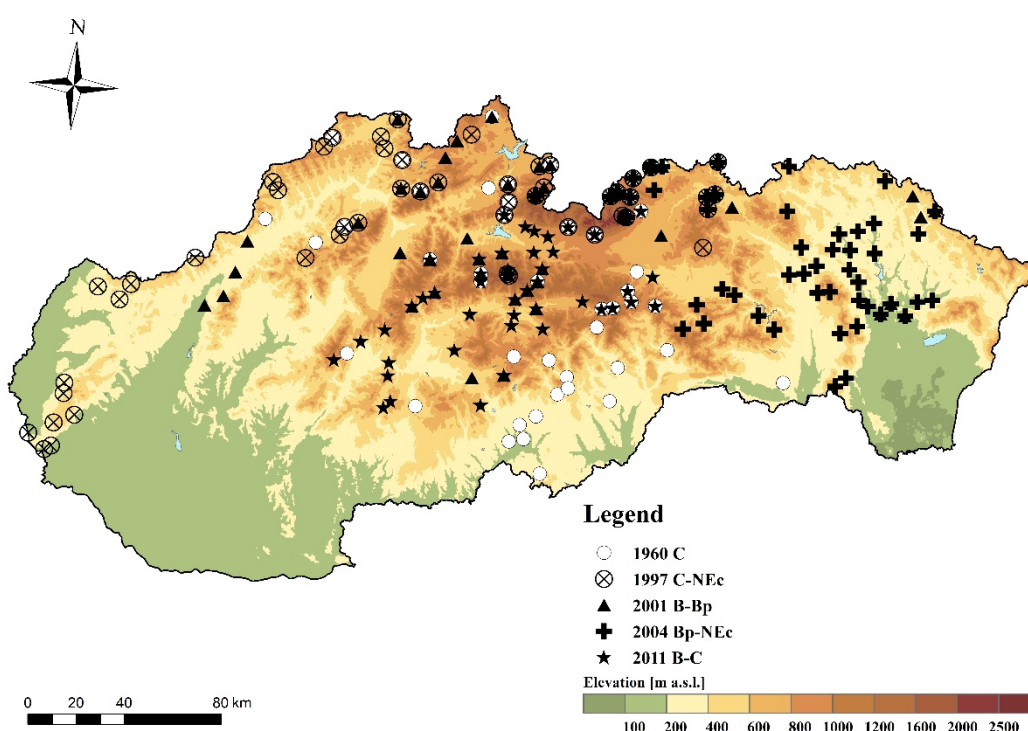 N
Legend
1960 C
1997 C-NEc
2001 B-Bp
2004 Bp-NEc
2011 B-C
Elevation [m a.s.l.]
100 200 400 600 800 1000 1200 1600 2000 2500
0 20 40 80 km